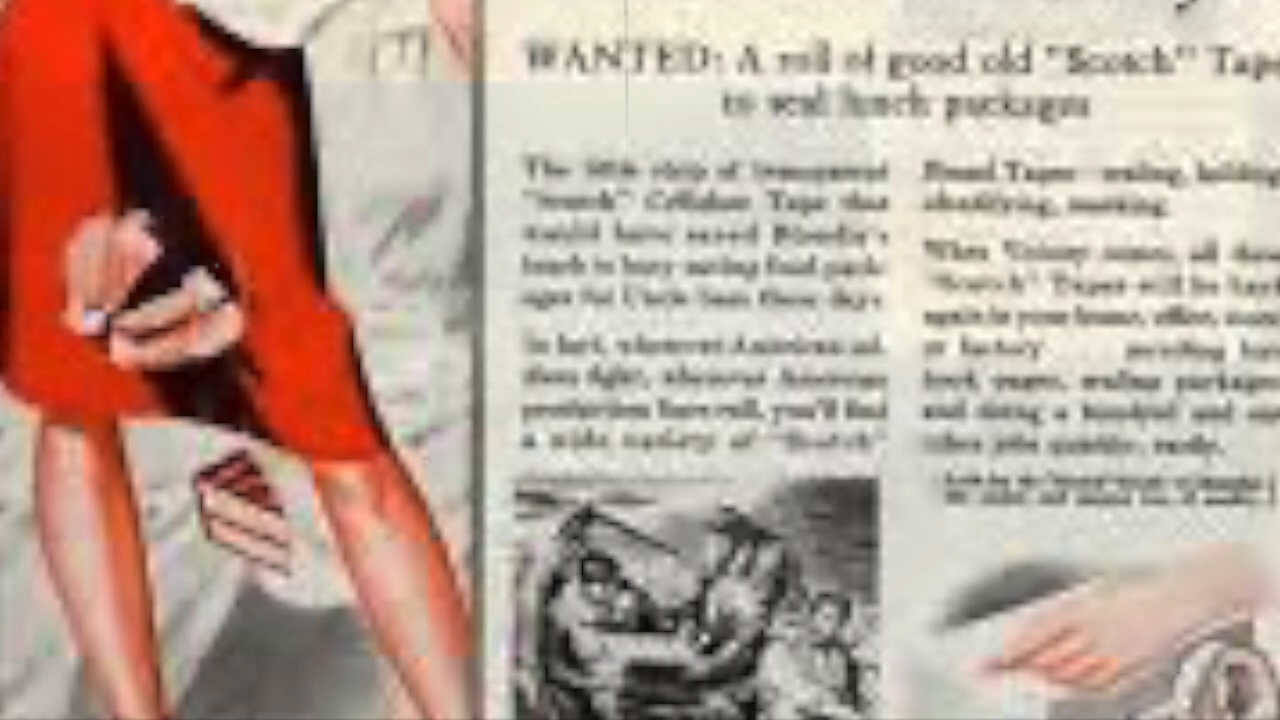 WANTED: A roll of good old "Scotch" Tape
to seal lunch packages
The little strip of transparent
"Scotch" Cellulose Tape that
would have saved Blondie's
lunch is busy saving food pack-
ages for Uncle Sam these days.
In fact, wherever American sol-
diers fight, wherever American
production lines roll, you'll find
a wide variety of "Scotch"
Brand Tapes—sealing, holding,
identifying, masking.
When Victory comes, all these
"Scotch" Tapes will be back
again in your home, office, store
or factory
book pages, sealing packages
and doing a hundred and one
other jobs quickly, easily.